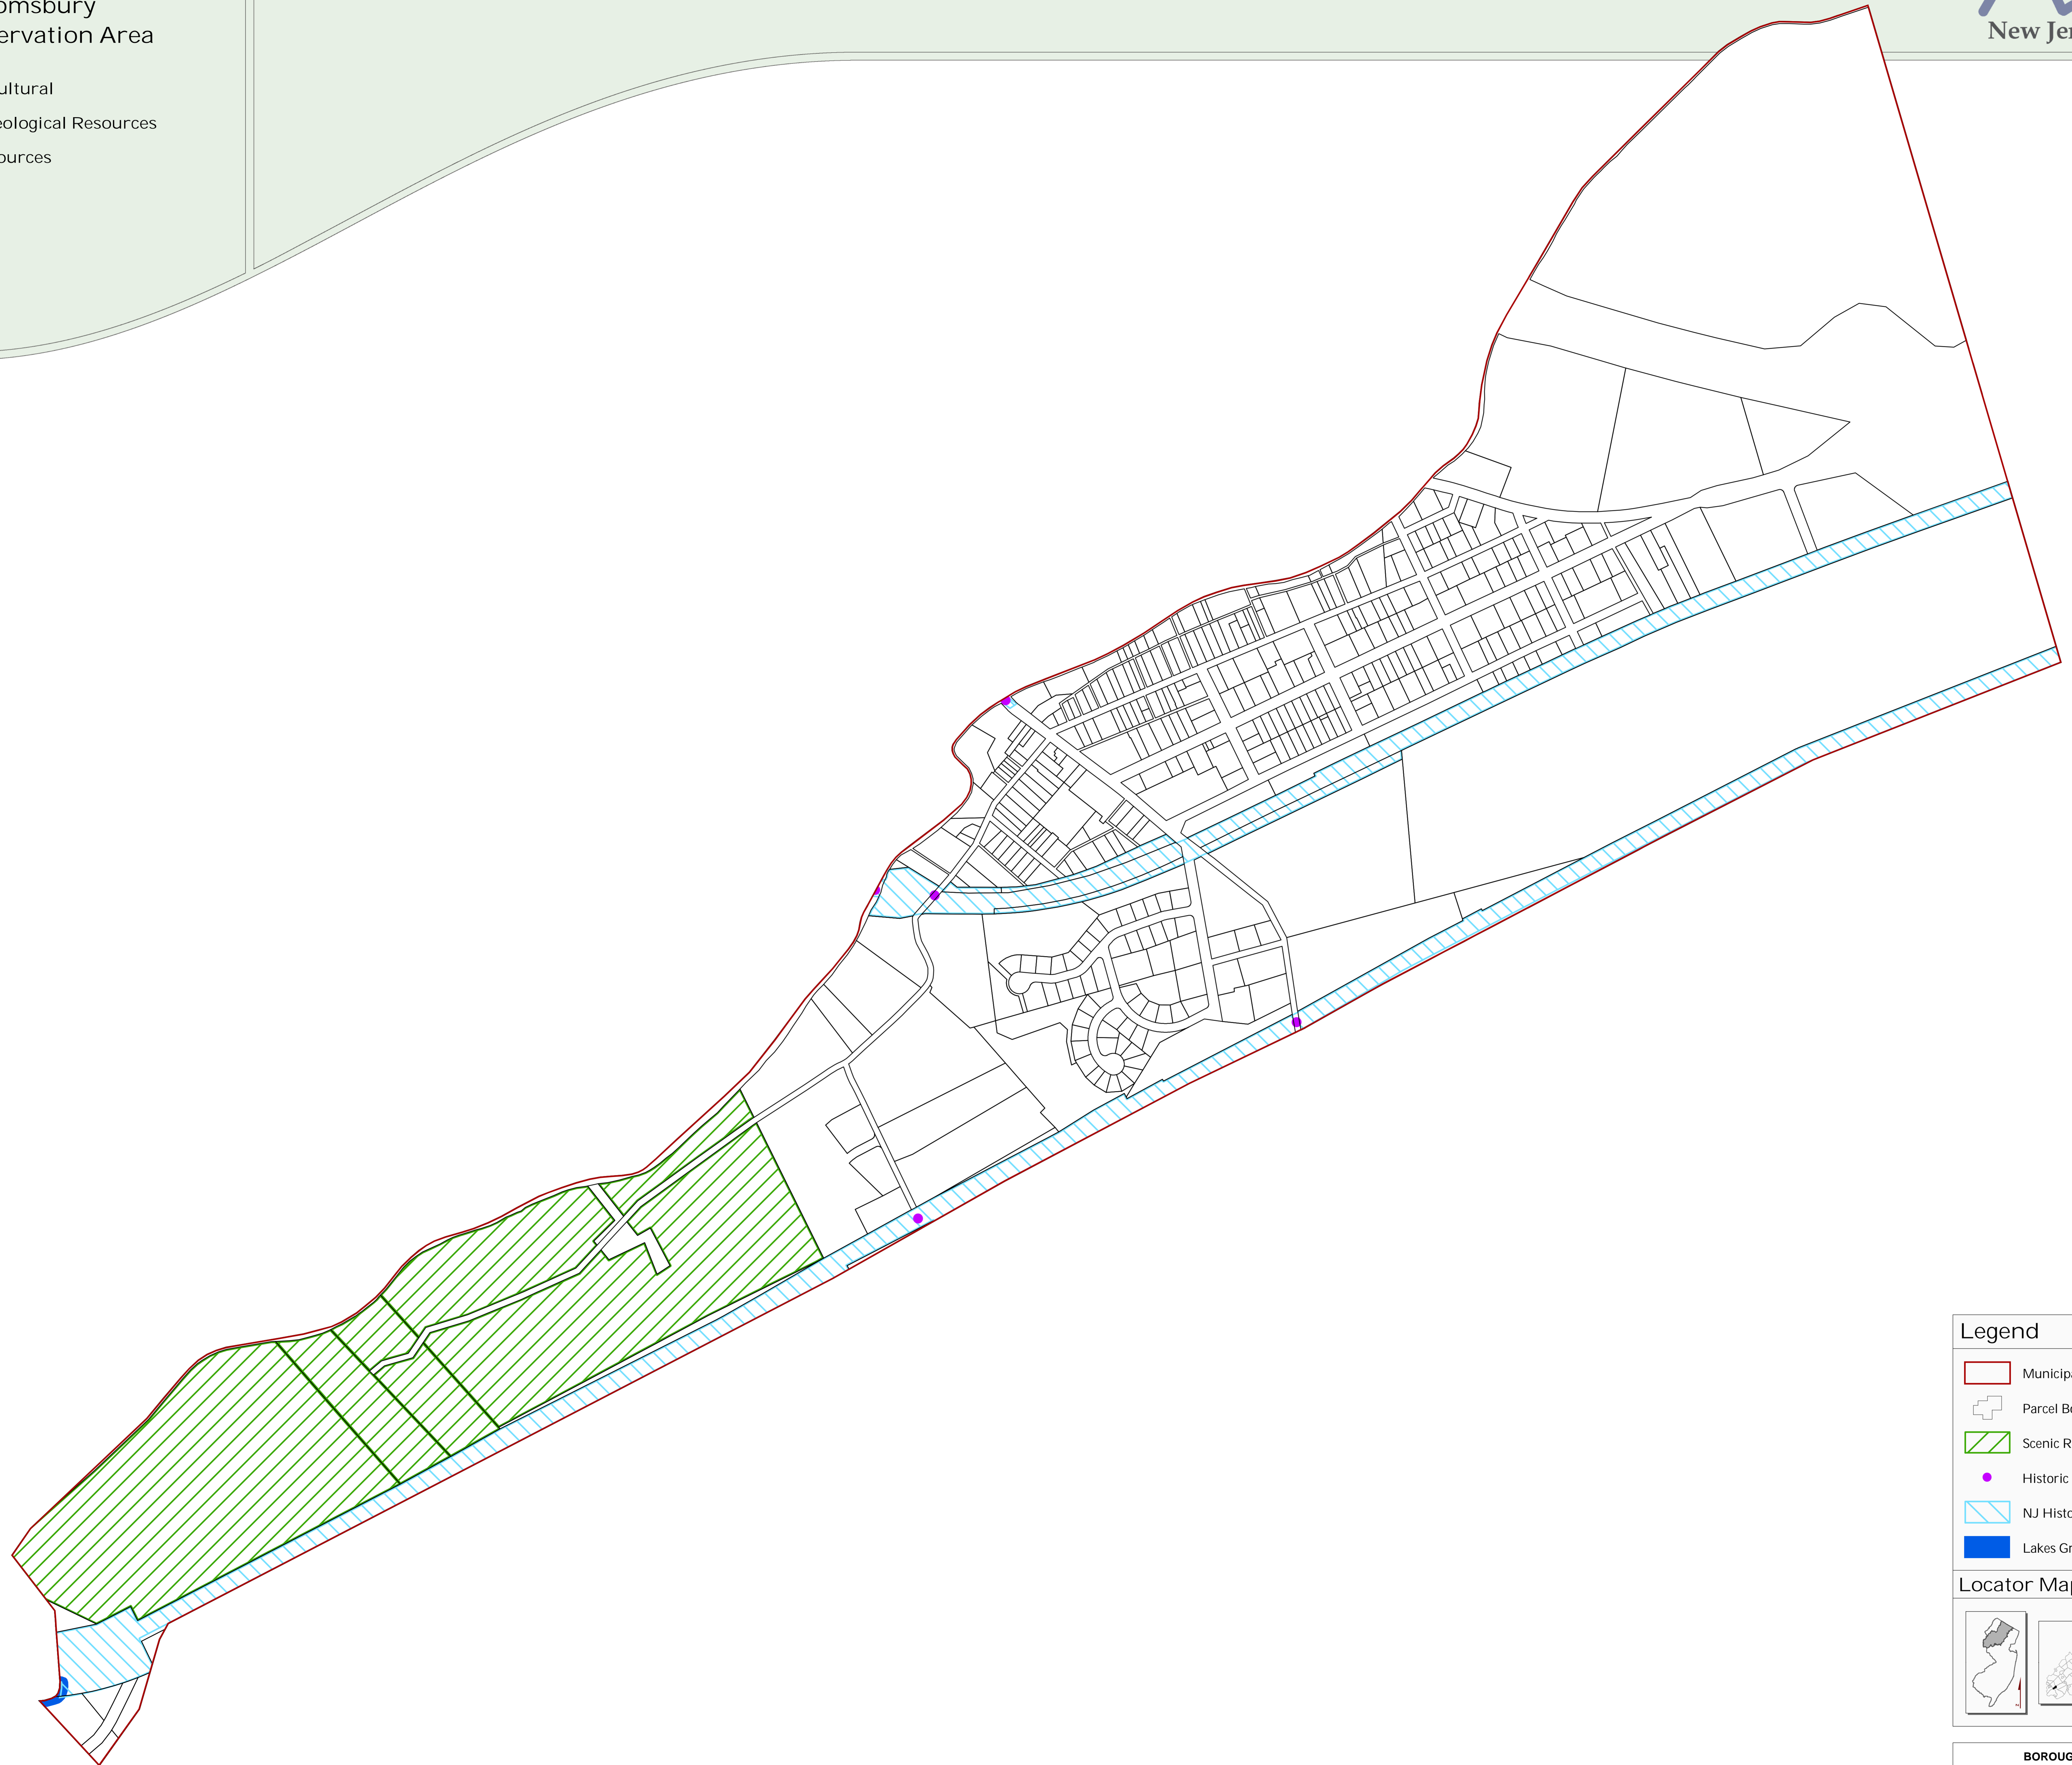 omsbury
ervation Area
ultural
eological Resources
ources
New Jer
Legend
Municipa
Parcel Bo
Scenic R
Historic
NJ Histo
Lakes Gr
Locator Map
BOROUG